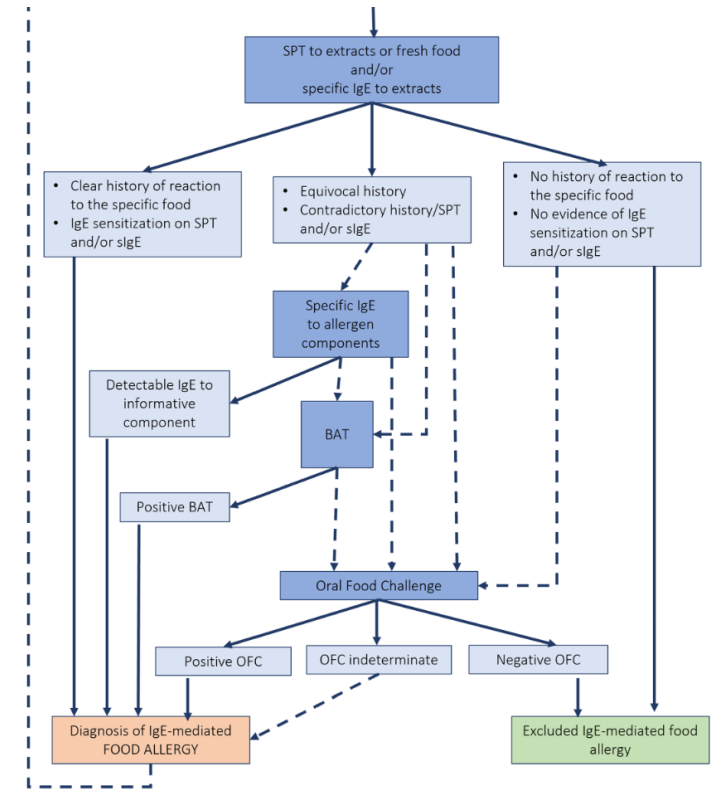 SPT to extracts or fresh food
and/or
specific IgE to extracts
• Clear history of reaction
to the specific food
• IgE sensitization on SPT
and/or sIgE
• Equivocal history
• Contradictory history/SPT
and/or sIgE
• No history of reaction to
the specific food
• No evidence of IgE
sensitization on SPT
and/or sIgE
Specific IgE
to allergen
components
Detectable IgE to
informative
component
BAT
Positive BAT
Oral Food Challenge
Positive OFC
OFC indeterminate
Negative OFC
Diagnosis of IgE-mediated
FOOD ALLERGY
Excluded IgE-mediated food
allergy